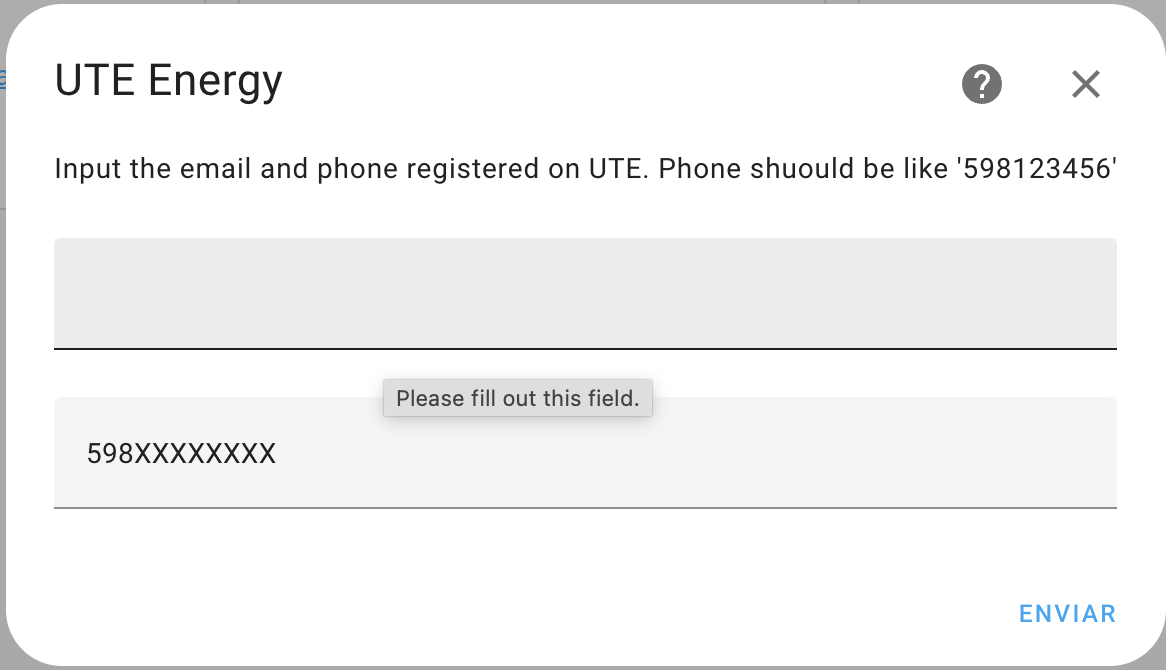 UTE Energy
Input the email and phone registered on UTE. Phone shuould be like '598123456'
Please fill out this field.
598XXXXXXXX
ENVIAR